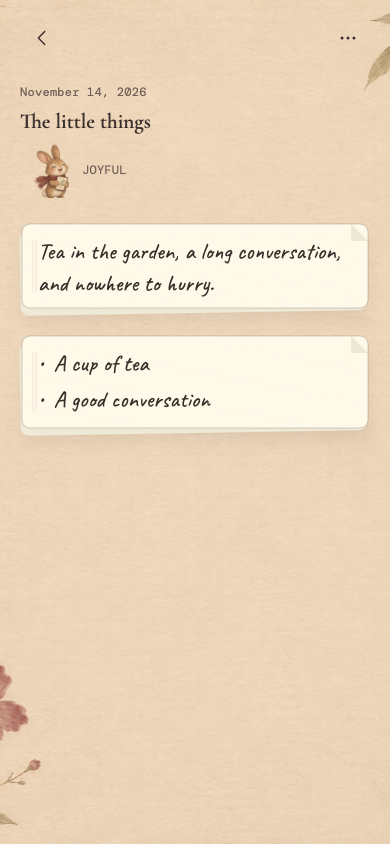 November 14, 2026
The little things
JOYFUL
Tea in the garden, a long conversation,
and nowhere to hurry.
• A cup of tea
• A good conversation